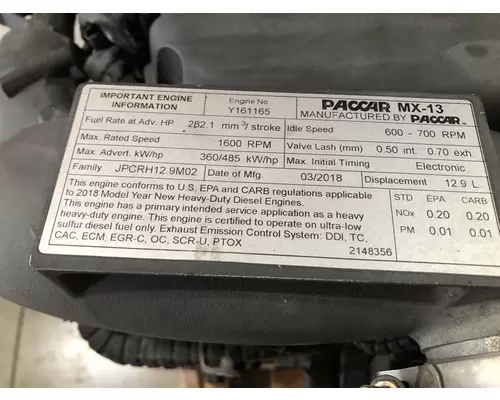 IMPORTANT ENGINE INFORMATION
Engine No Y161165
PACCAR MX-13
MANUFACTURED BY PACCAR
Fuel Rate at Adv. HP 282.1 mm³/stroke
Idle Speed 600 - 700 RPM
Max. Rated Speed 1600 RPM
Valve Lash (mm) 0.50 int. 0.70 exh.
Max. Advert. kW/hp 360/485 kW/hp
Max. Initial Timing Electronic
Family JPCRH12.9M02
Date of Mfg. 03/2018
Displacement 12.9 L
This engine conforms to U.S. EPA and CARB regulations applicable
to 2018 Model Year New Heavy-Duty Diesel Engines.
This engine has a primary intended service application as a heavy
heavy-duty engine. This engine is certified to operate on ultra-low
sulfur diesel fuel only. Exhaust Emission Control System: DDI, TC,
CAC, ECM, EGR-C, OC, SCR-U, PTOX
2148356
STD EPA CARB
NOx 0.20 0.20
PM 0.01 0.01